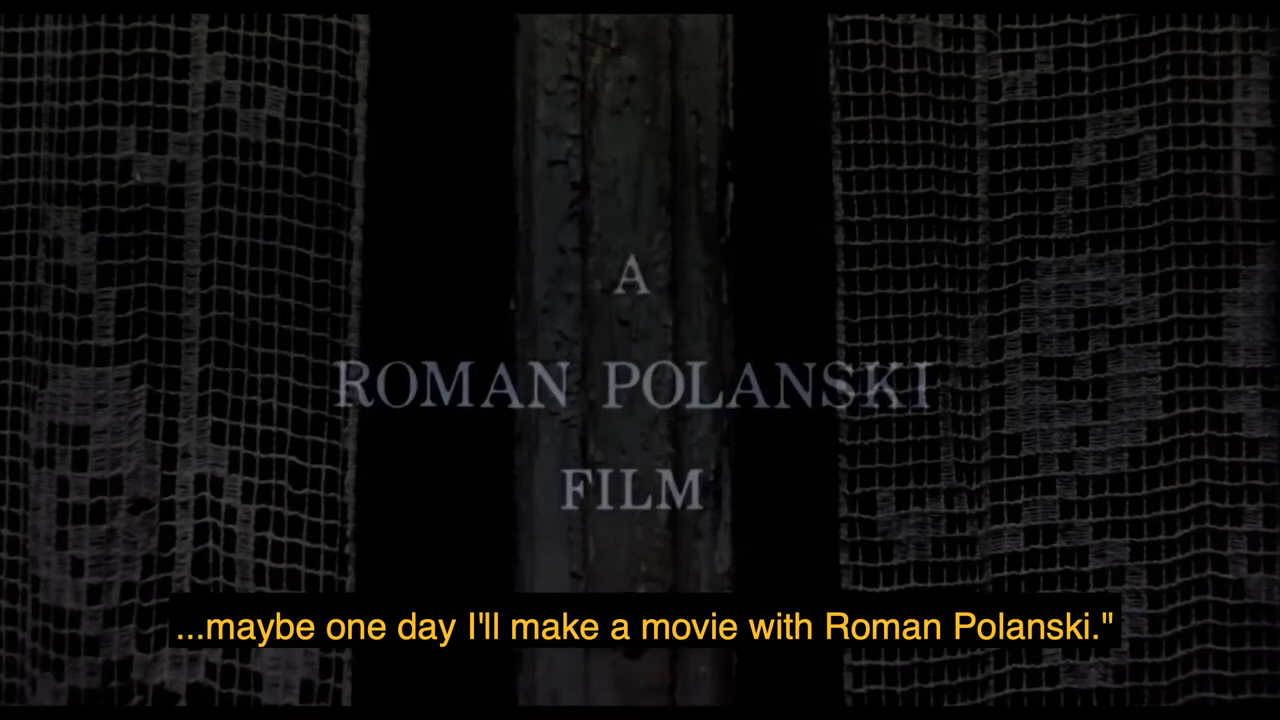 A
ROMAN POLANSKI
FILM
...maybe one day I'll make a movie with Roman Polanski."